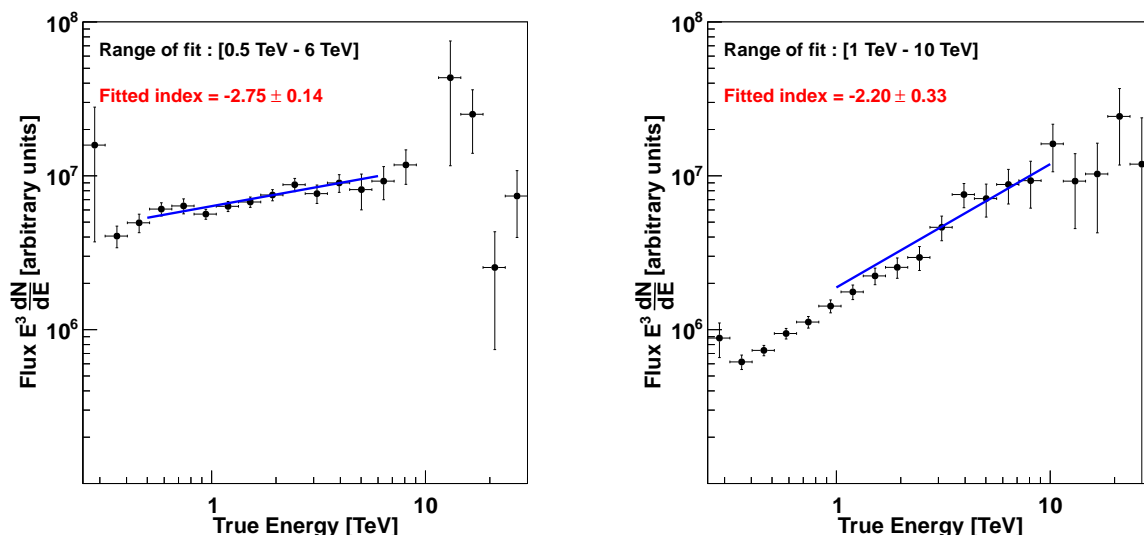 10⁸
Range of fit : [0.5 TeV - 6 TeV]
Fitted index = -2.75 ± 0.14
10⁷
10⁶
Flux E³ dN/dE [arbitrary units]
1
10
True Energy [TeV]
10⁸
Range of fit : [1 TeV - 10 TeV]
Fitted index = -2.20 ± 0.33
10⁷
10⁶
Flux E³ dN/dE [arbitrary units]
1
10
True Energy [TeV]